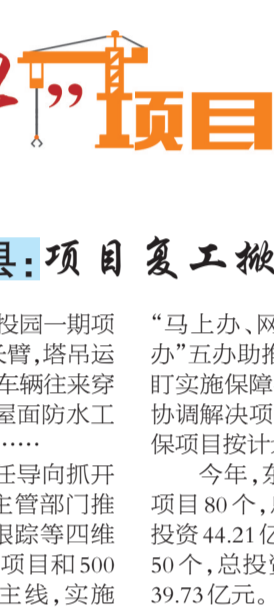 ”项目
县：项目复工掀
投园一期项
长臂，塔吊运
车辆往来穿
屋面防水工
……
任导向抓开
主管部门推
跟踪等四维
项目和500
主线，实施
“马上办、网
办”五办助推
盯实施保障
协调解决项
保项目按计
今年，东
项目80个，
投资44.21亿
50个，总投资
39.73亿元。